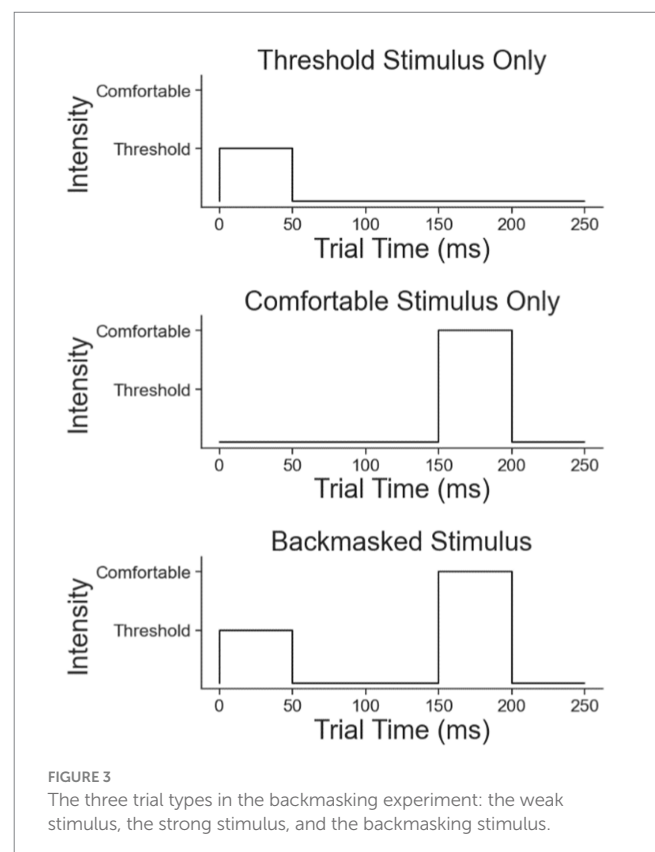 Threshold Stimulus Only
Intensity
Comfortable
Threshold
0 50 100 150 200 250
Trial Time (ms)
Comfortable Stimulus Only
Intensity
Comfortable
Threshold
0 50 100 150 200 250
Trial Time (ms)
Backmasked Stimulus
Intensity
Comfortable
Threshold
0 50 100 150 200 250
Trial Time (ms)
FIGURE 3
The three trial types in the backmasking experiment: the weak
stimulus, the strong stimulus, and the backmasking stimulus.